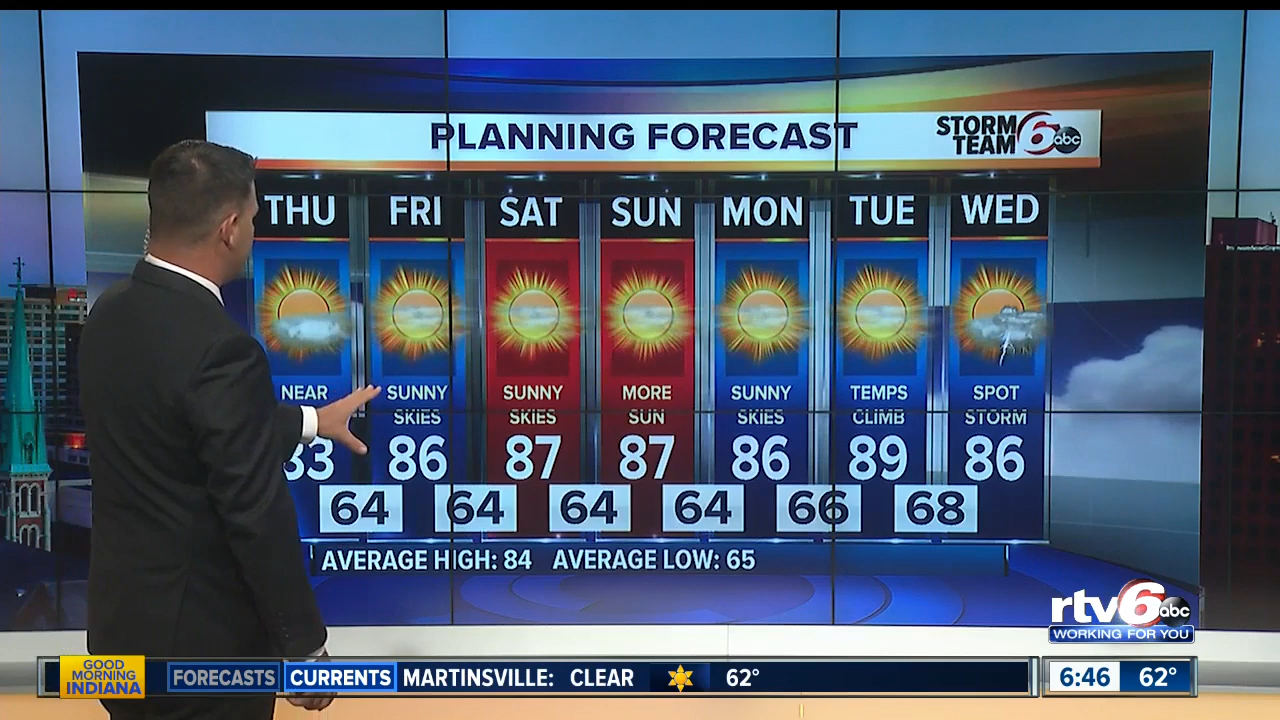 PLANNING FORECAST
STORM TEAM 6 abc
THU FRI SAT SUN MON TUE WED
NEAR SUNNY SUNNY MORE SUNNY TEMPS SPOT
SKIES SKIES SUN SKIES CLIMB STORM
83 86 87 87 86 89 86
64 64 64 64 66 68
AVERAGE HIGH: 84 AVERAGE LOW: 65
rtv6 abc
WORKING FOR YOU
GOOD MORNING INDIANA
FORECASTS CURRENTS MARTINSVILLE: CLEAR 62°
6:46 62°